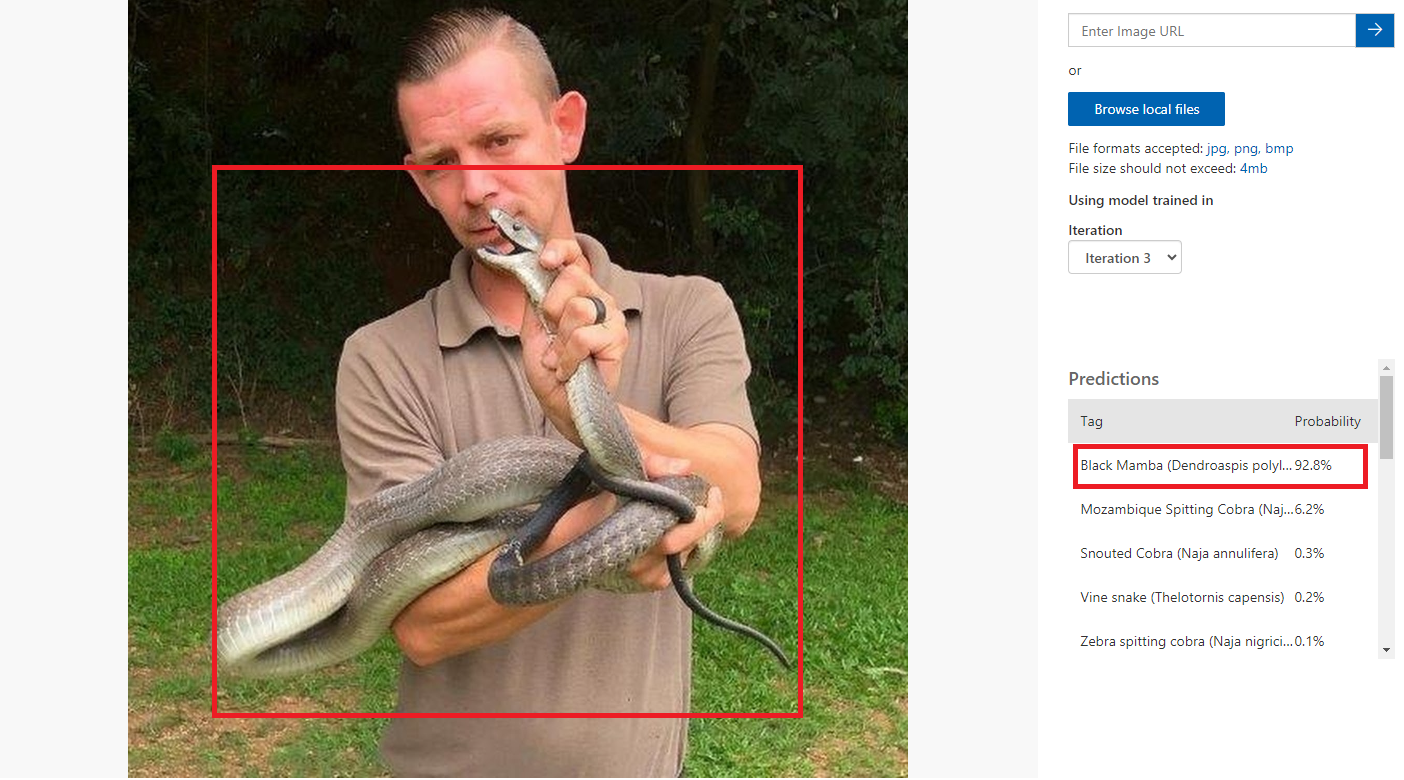 Enter Image URL
or
Browse local files
File formats accepted: jpg, png, bmp
File size should not exceed: 4mb
Using model trained in
Iteration
Iteration 3
Predictions
Tag Probability
Black Mamba (Dendroaspis polyl... 92.8%
Mozambique Spitting Cobra (Naj... 6.2%
Snouted Cobra (Naja annulifera) 0.3%
Vine snake (Thelotornis capensis) 0.2%
Zebra spitting cobra (Naja nigrici... 0.1%